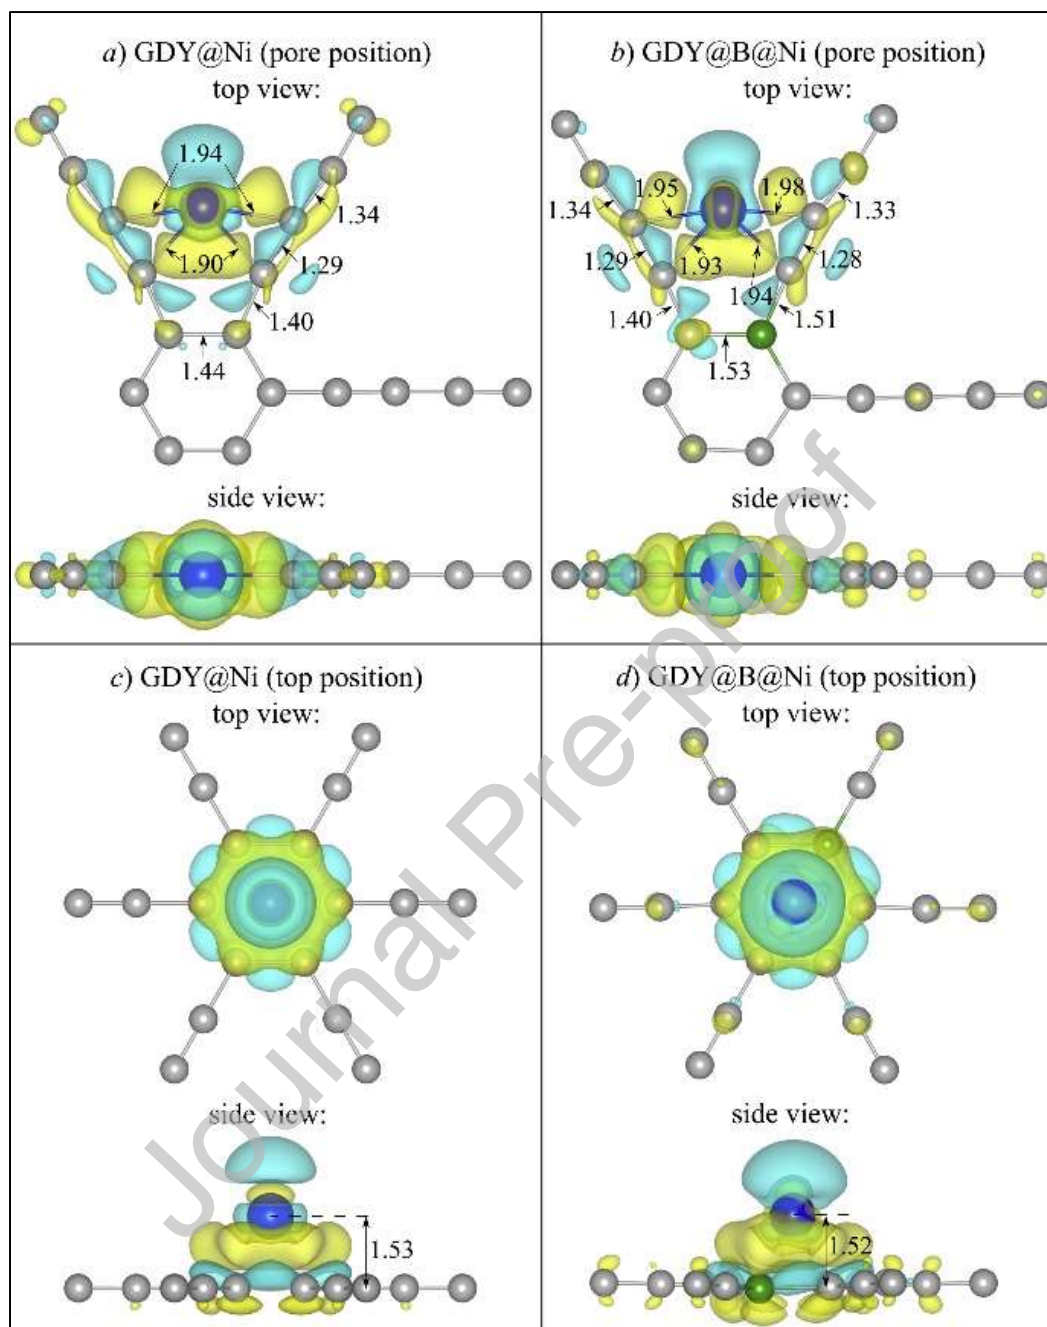 a) GDY@Ni (pore position)
top view:
1.94
1.34
1.90
1.29
1.40
1.44
side view:
b) GDY@B@Ni (pore position)
top view:
1.95
1.98
1.34
1.33
1.29
1.93
1.28
1.94
1.40
1.51
1.53
side view:
c) GDY@Ni (top position)
top view:
side view:
1.53
d) GDY@B@Ni (top position)
top view:
side view:
1.52
Journal Pre-proof